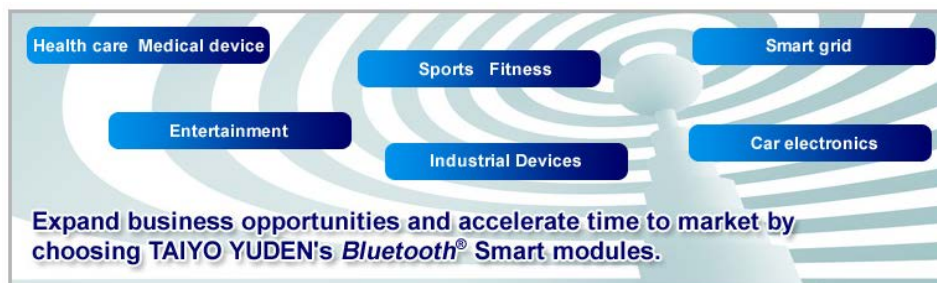 Health care  Medical device
Sports  Fitness
Smart grid
Entertainment
Industrial Devices
Car electronics
Expand business opportunities and accelerate time to market by
choosing TAIYO YUDEN's Bluetooth® Smart modules.